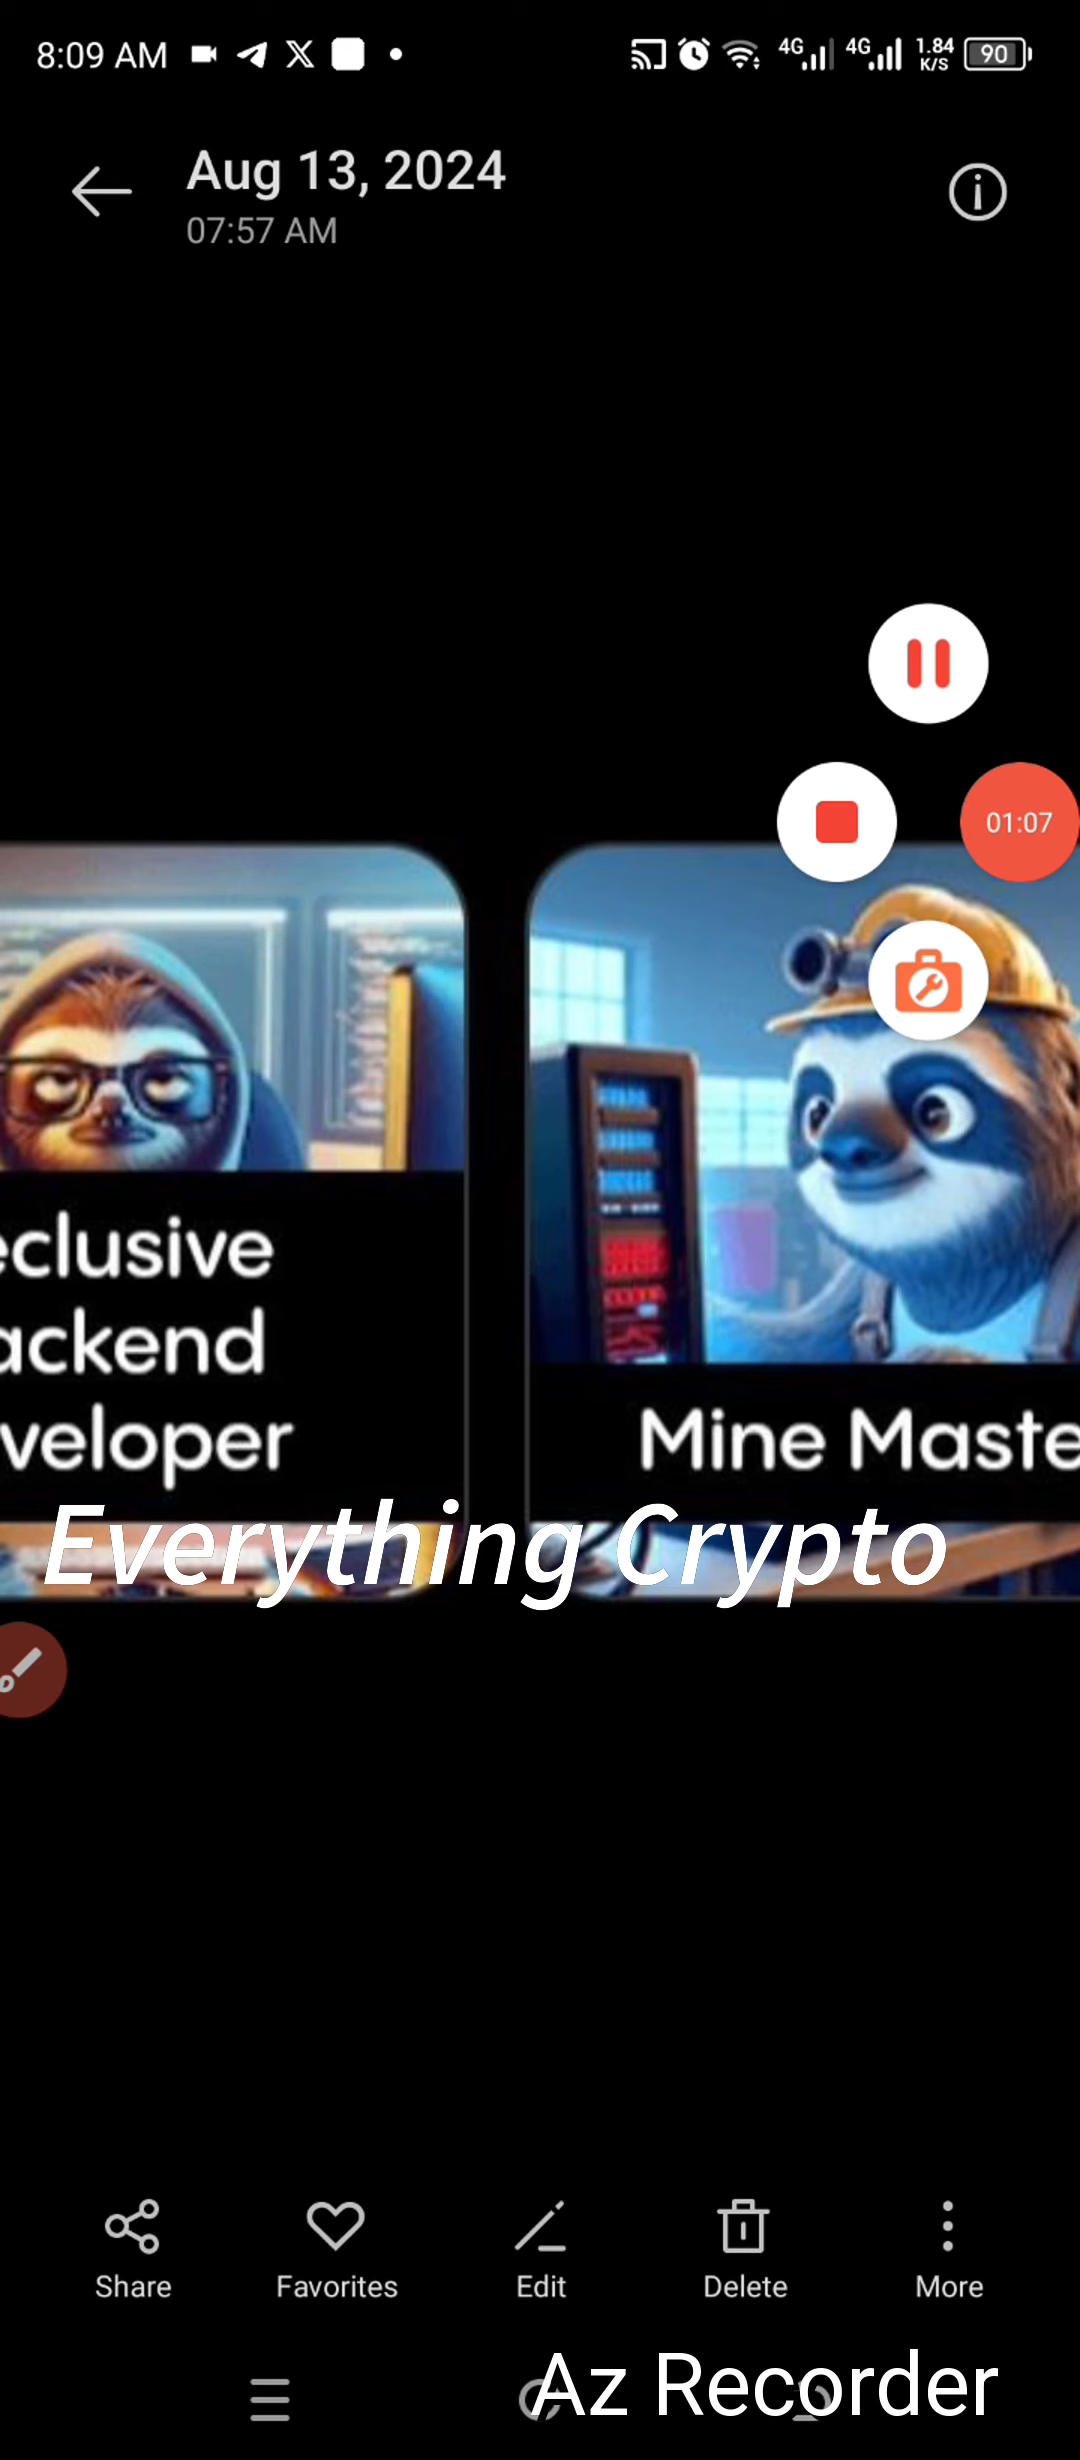 8:09 AM
4G 4G 1.84 K/S 90
Aug 13, 2024
07:57 AM
01:07
eclusive
ackend
veloper
Mine Maste
Everything Crypto
Share Favorites Edit Delete More
Az Recorder